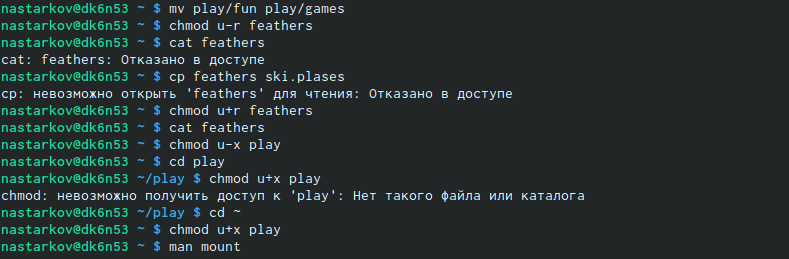 nastarkov@dk6n53 ~ $ mv play/fun play/games
nastarkov@dk6n53 ~ $ chmod u-r feathers
nastarkov@dk6n53 ~ $ cat feathers
cat: feathers: Отказано в доступе
nastarkov@dk6n53 ~ $ cp feathers ski.plases
cp: невозможно открыть 'feathers' для чтения: Отказано в доступе
nastarkov@dk6n53 ~ $ chmod u+r feathers
nastarkov@dk6n53 ~ $ cat feathers
nastarkov@dk6n53 ~ $ chmod u-x play
nastarkov@dk6n53 ~ $ cd play
nastarkov@dk6n53 ~/play $ chmod u+x play
chmod: невозможно получить доступ к 'play': Нет такого файла или каталога
nastarkov@dk6n53 ~/play $ cd ~
nastarkov@dk6n53 ~ $ chmod u+x play
nastarkov@dk6n53 ~ $ man mount